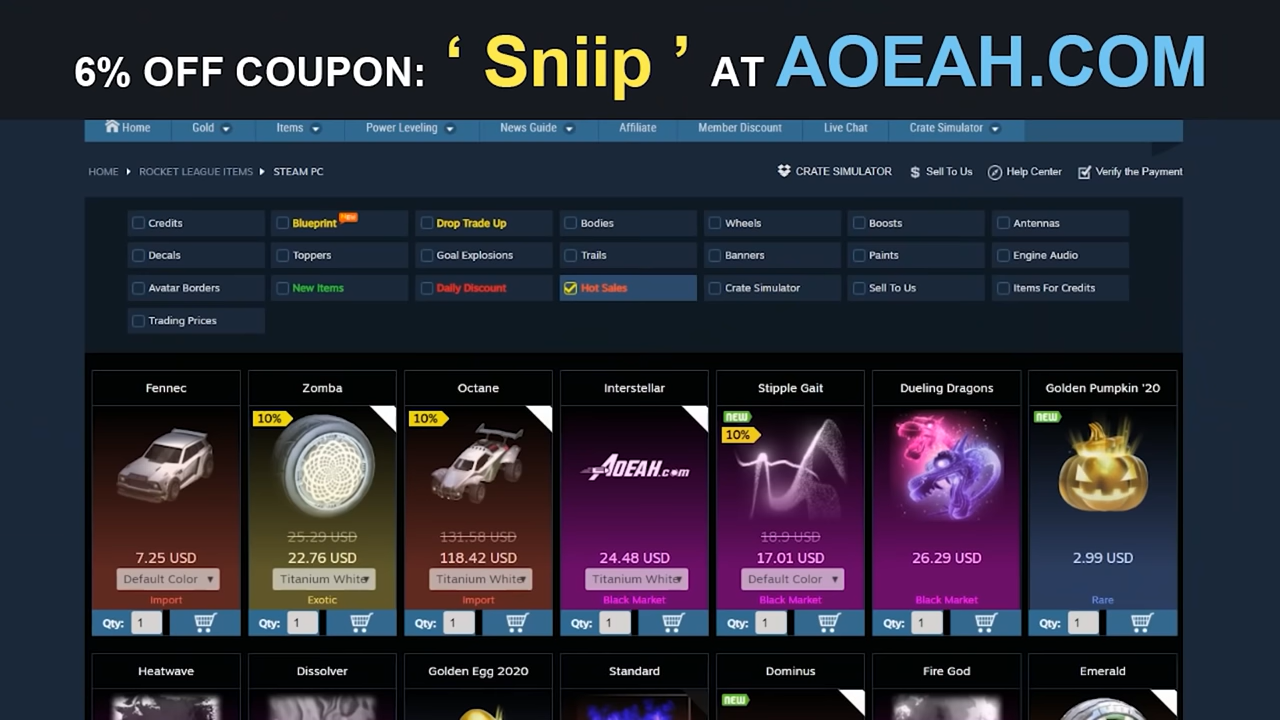 6% OFF COUPON: ‘ Sniip ’ AT AOEAH.COM
Home Gold Items Power Leveling News Guide Affiliate Member Discount Live Chat Crate Simulator
HOME ROCKET LEAGUE ITEMS STEAM PC CRATE SIMULATOR $ Sell To Us Help Center Verify the Payment
Credits Blueprint New Drop Trade Up Bodies Wheels Boosts Antennas
Decals Toppers Goal Explosions Trails Banners Paints Engine Audio
Avatar Borders New Items Daily Discount Hot Sales Crate Simulator Sell To Us Items For Credits
Trading Prices
Fennec Zomba Octane Interstellar Stipple Gait Dueling Dragons Golden Pumpkin '20
10% 10% NEW NEW
10%
AOEAH.COM
25.29 USD 131.58 USD 18.9 USD
7.25 USD 22.76 USD 118.42 USD 24.48 USD 17.01 USD 26.29 USD 2.99 USD
Default Color Titanium White Titanium White Titanium White Default Color
Import Exotic Import Black Market Black Market Black Market Rare
Qty: 1 Qty: 1 Qty: 1 Qty: 1 Qty: 1 Qty: 1 Qty: 1
Heatwave Dissolver Golden Egg 2020 Standard Dominus Fire God Emerald
NEW